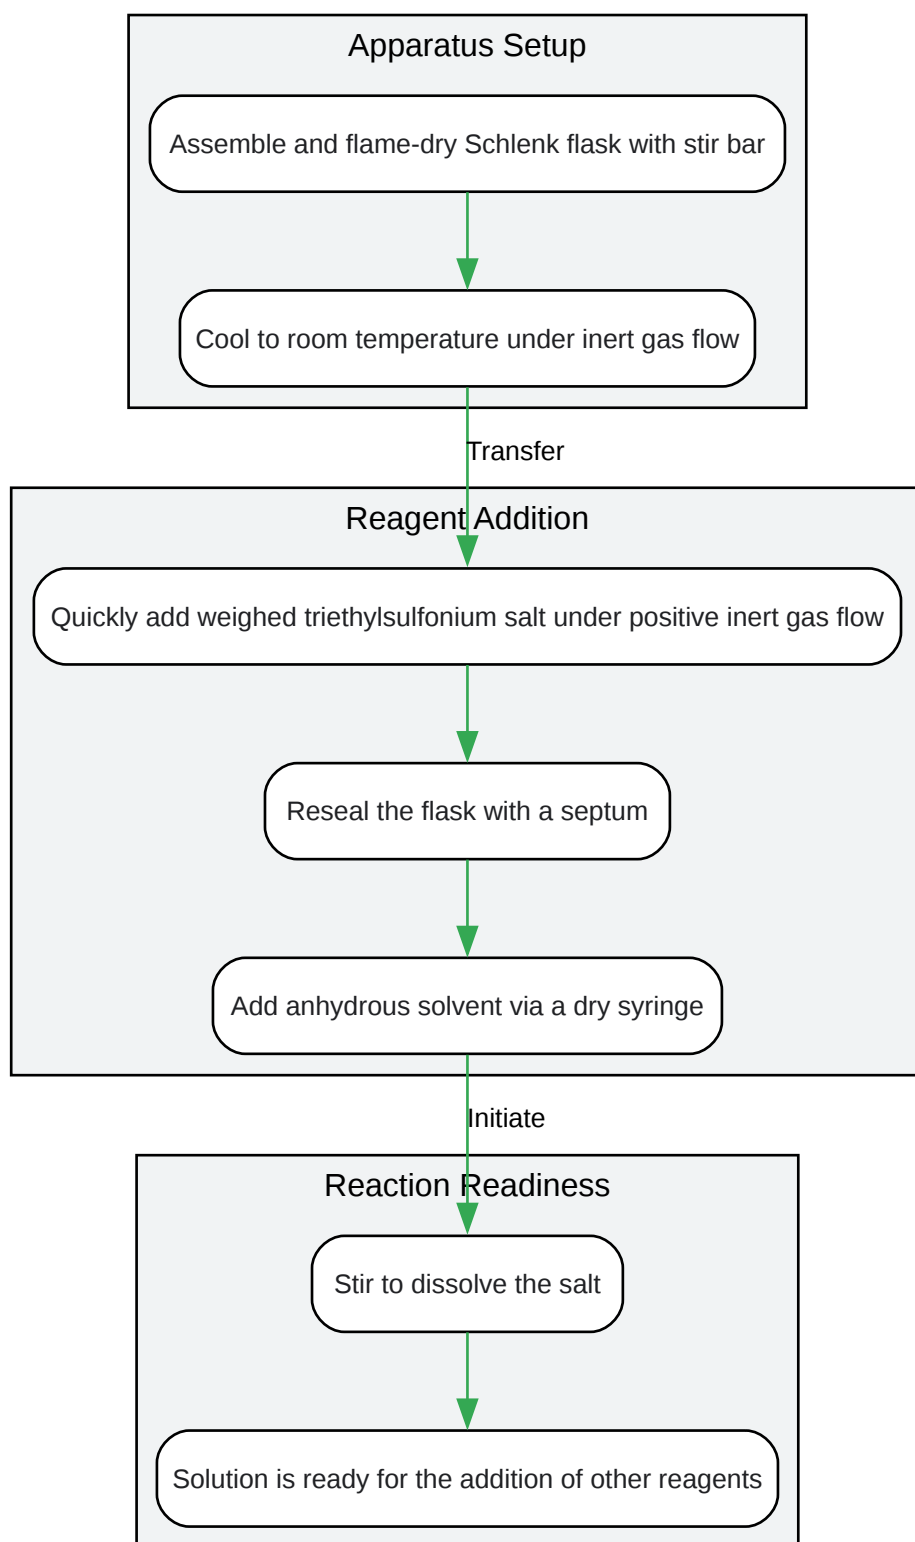 Apparatus Setup
Assemble and flame-dry Schlenk flask with stir bar
Cool to room temperature under inert gas flow
Transfer
Reagent Addition
Quickly add weighed triethylsulfonium salt under positive inert gas flow
Reseal the flask with a septum
Add anhydrous solvent via a dry syringe
Initiate
Reaction Readiness
Stir to dissolve the salt
Solution is ready for the addition of other reagents